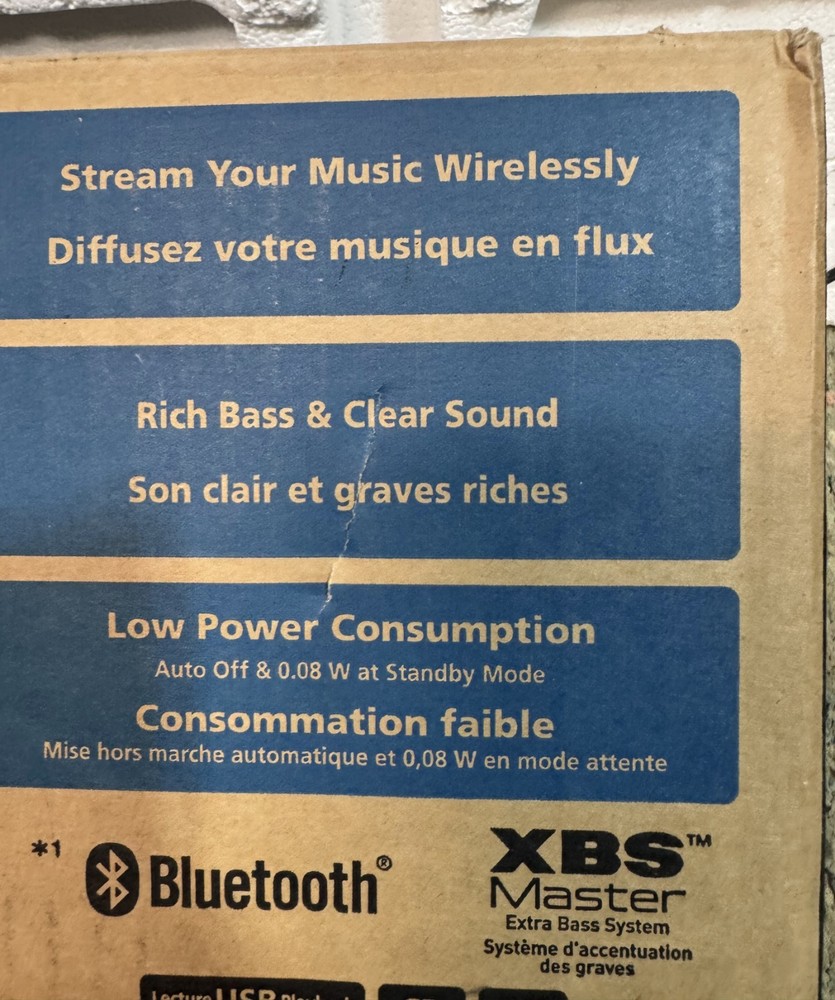 Stream Your Music Wirelessly
Diffusez votre musique en flux
Rich Bass & Clear Sound
Son clair et graves riches
Low Power Consumption
Auto Off & 0.08 W at Standby Mode
Consommation faible
Mise hors marche automatique et 0,08 W en mode attente
*1 Bluetooth®
XBS™
Master
Extra Bass System
Système d'accentuation
des graves
Lecture USB